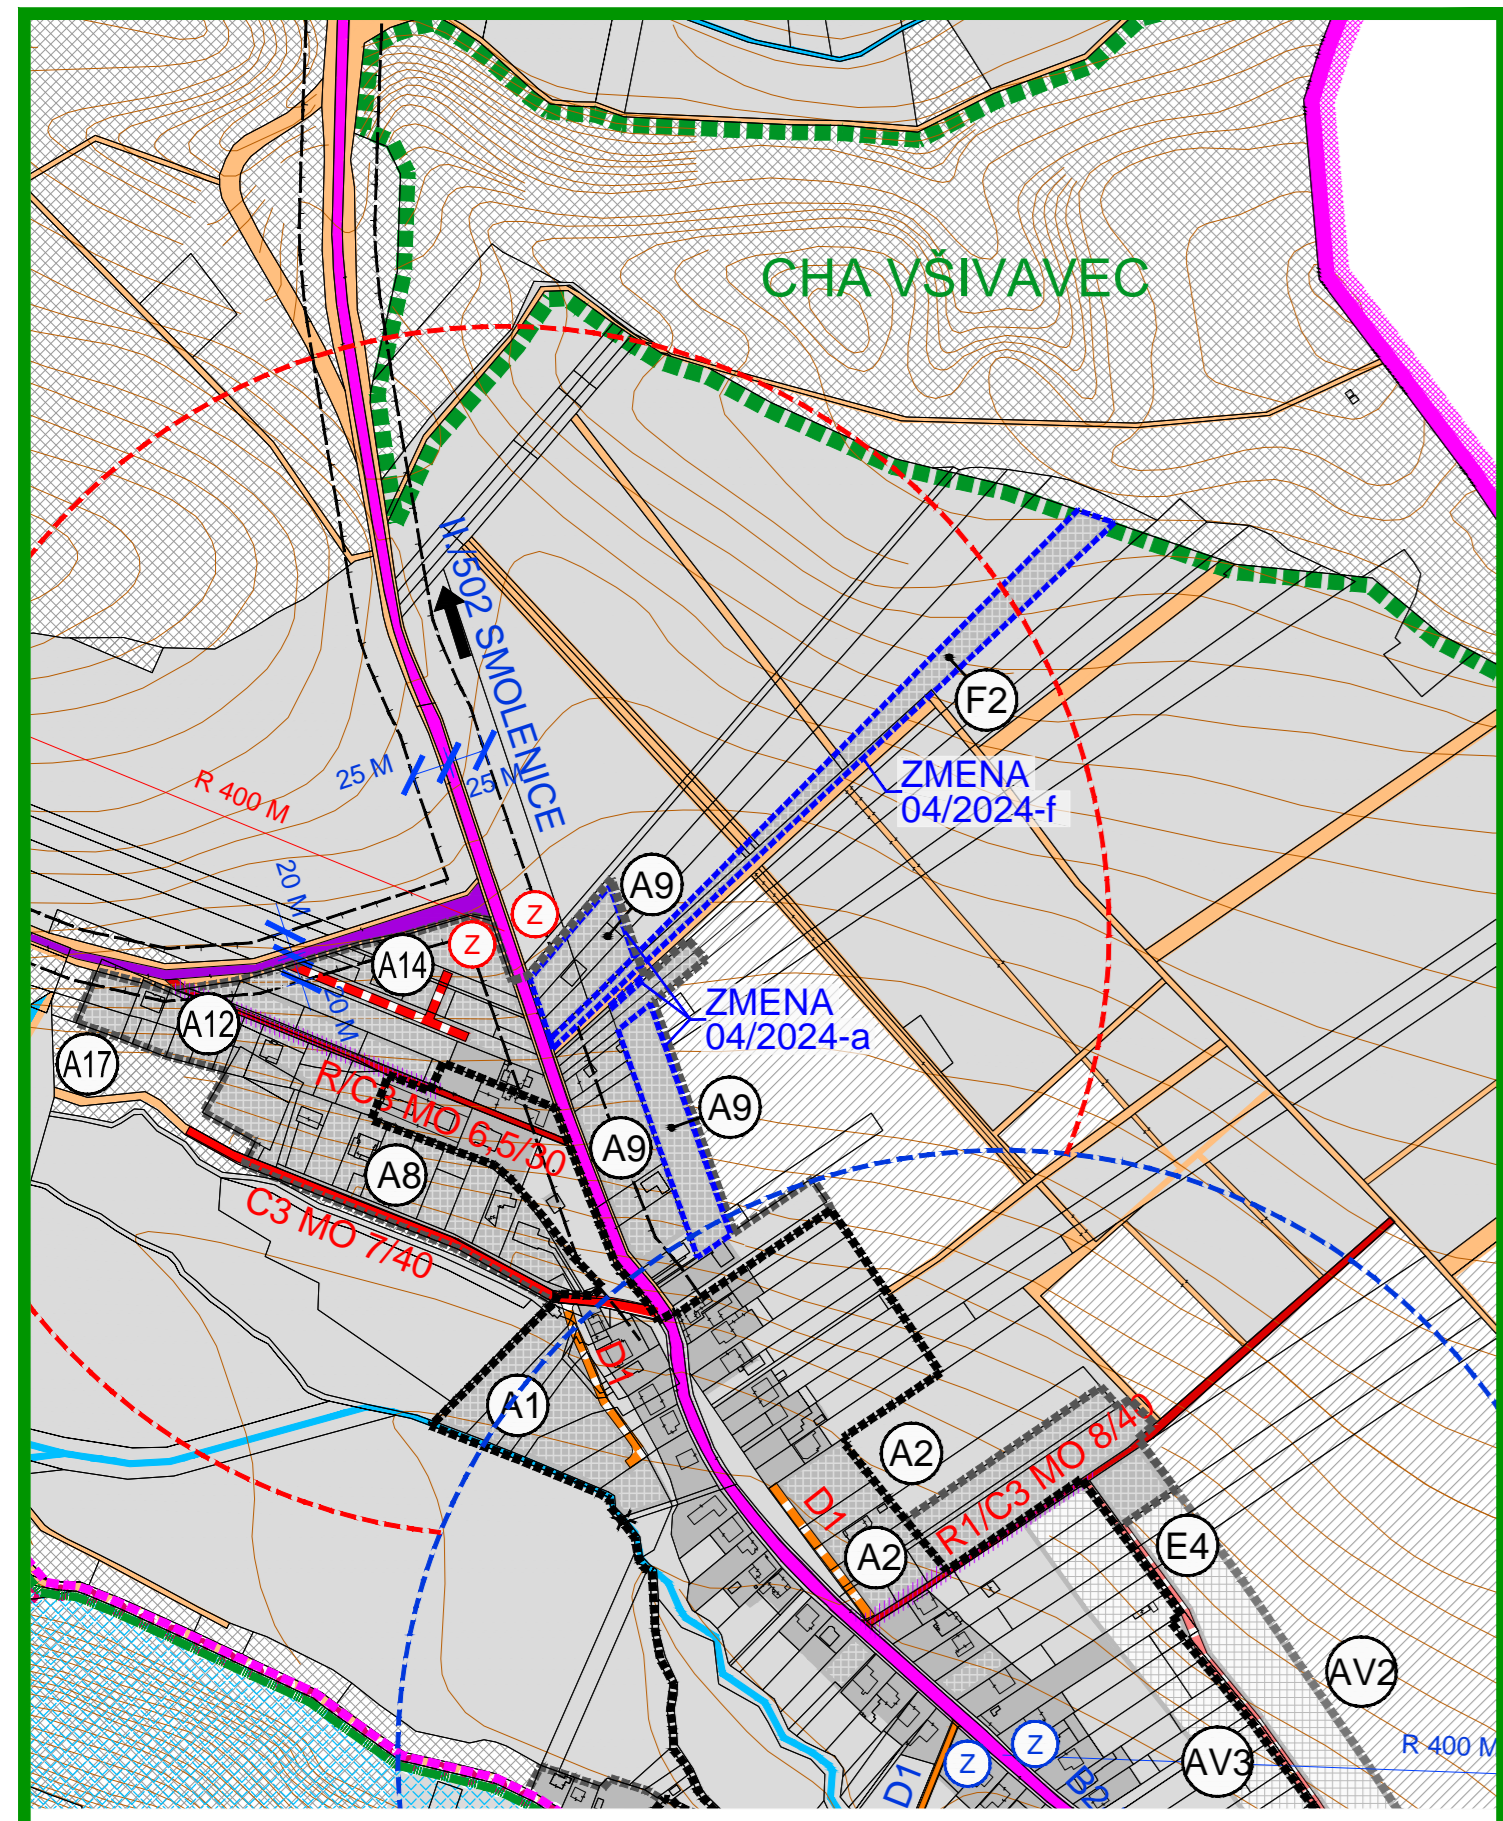 CHA VŠIVAVEC
II./502 SMOLENICE
F2
25 M
25 M
ZMENA
04/2024-f
R 400 M
20 M
A9
Z
Z
A14
20 M
ZMENA
04/2024-a
A12
A17
R/C3 MO 6,5/30
A9
A9
A8
C3 MO 7/40
D1
A1
A2
R1/C3 MO 8/40
D1
A2
E4
AV2
Z
Z
R 400 M
AV3
D1
B2